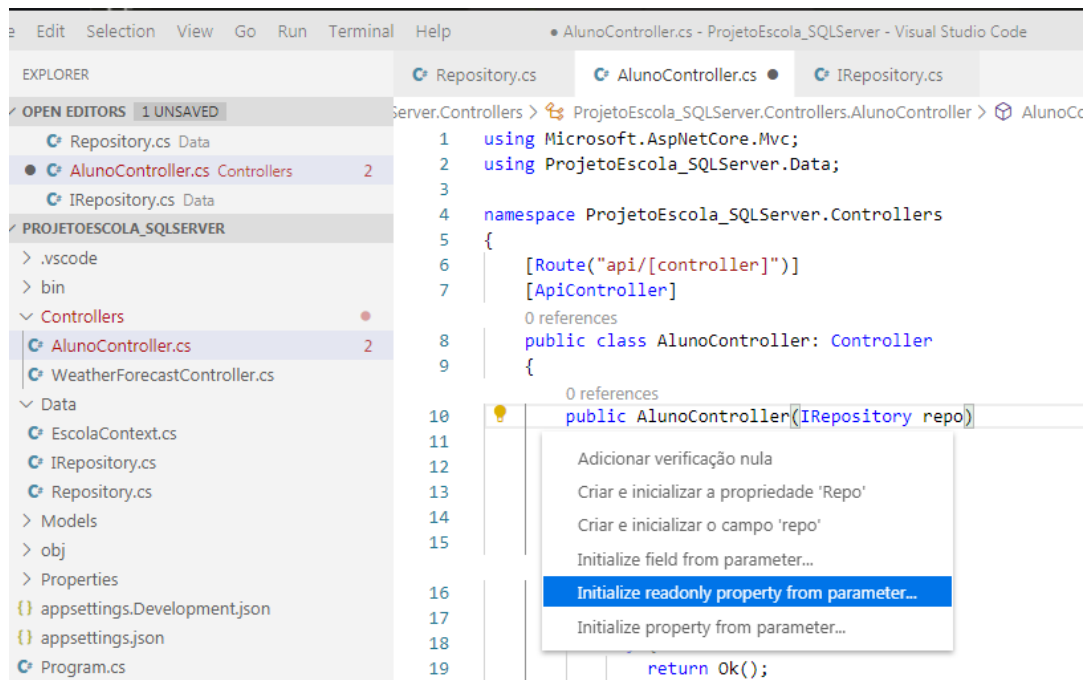 Edit Selection View Go Run Terminal Help ● AlunoController.cs - ProjetoEscola_SQLServer - Visual Studio Code
EXPLORER
OPEN EDITORS 1 UNSAVED
Repository.cs Data
AlunoController.cs Controllers 2
IRepository.cs Data
PROJETOESCOLA_SQLSERVER
.vscode
bin
Controllers
AlunoController.cs 2
WeatherForecastController.cs
Data
EscolaContext.cs
IRepository.cs
Repository.cs
Models
obj
Properties
{} appsettings.Development.json
{} appsettings.json
Program.cs
Repository.cs AlunoController.cs ● IRepository.cs
Server.Controllers > ProjetoEscola_SQLServer.Controllers.AlunoController > AlunoCo
1 using Microsoft.AspNetCore.Mvc;
2 using ProjetoEscola_SQLServer.Data;
3
4 namespace ProjetoEscola_SQLServer.Controllers
5 {
6 [Route("api/[controller]")]
7 [ApiController]
0 references
8 public class AlunoController: Controller
9 {
0 references
10 public AlunoController(IRepository repo)
11
12
13
14
15
16
17
18
19 return Ok();
Adicionar verificação nula
Criar e inicializar a propriedade 'Repo'
Criar e inicializar o campo 'repo'
Initialize field from parameter...
Initialize readonly property from parameter...
Initialize property from parameter...